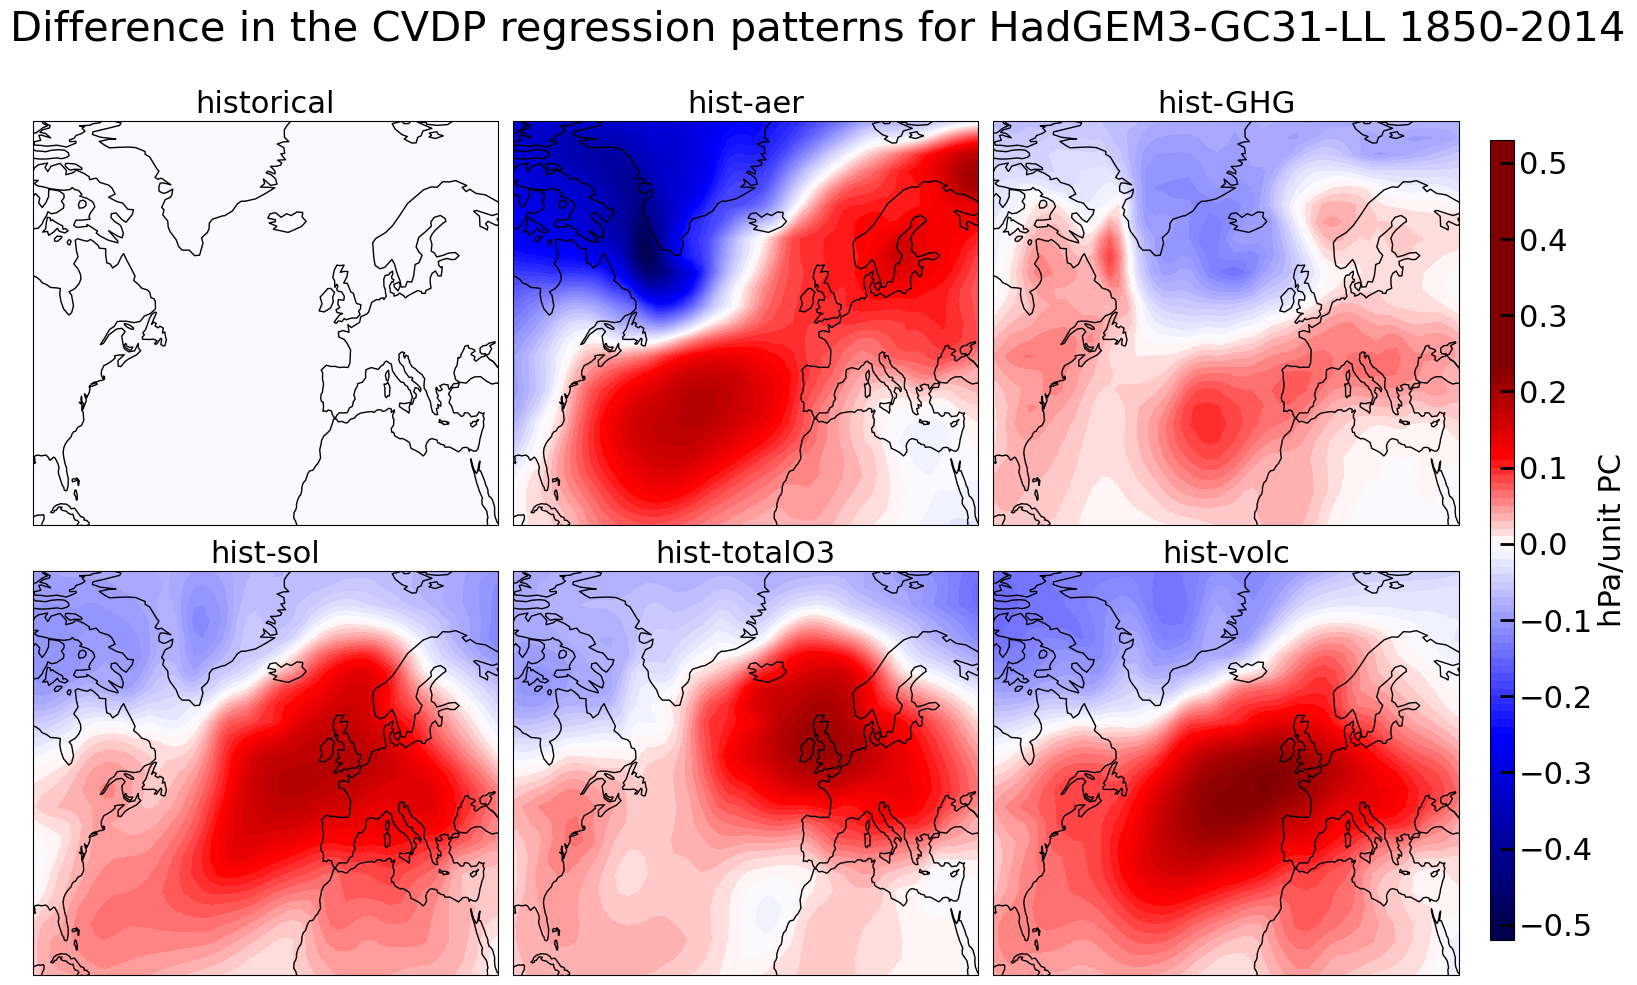 Difference in the CVDP regression patterns for HadGEM3-GC31-LL 1850-2014
historical
hist-aer
hist-GHG
hist-sol
hist-totalO3
hist-volc
0.5
0.4
0.3
0.2
0.1
0.0
−0.1
−0.2
−0.3
−0.4
−0.5
hPa/unit PC